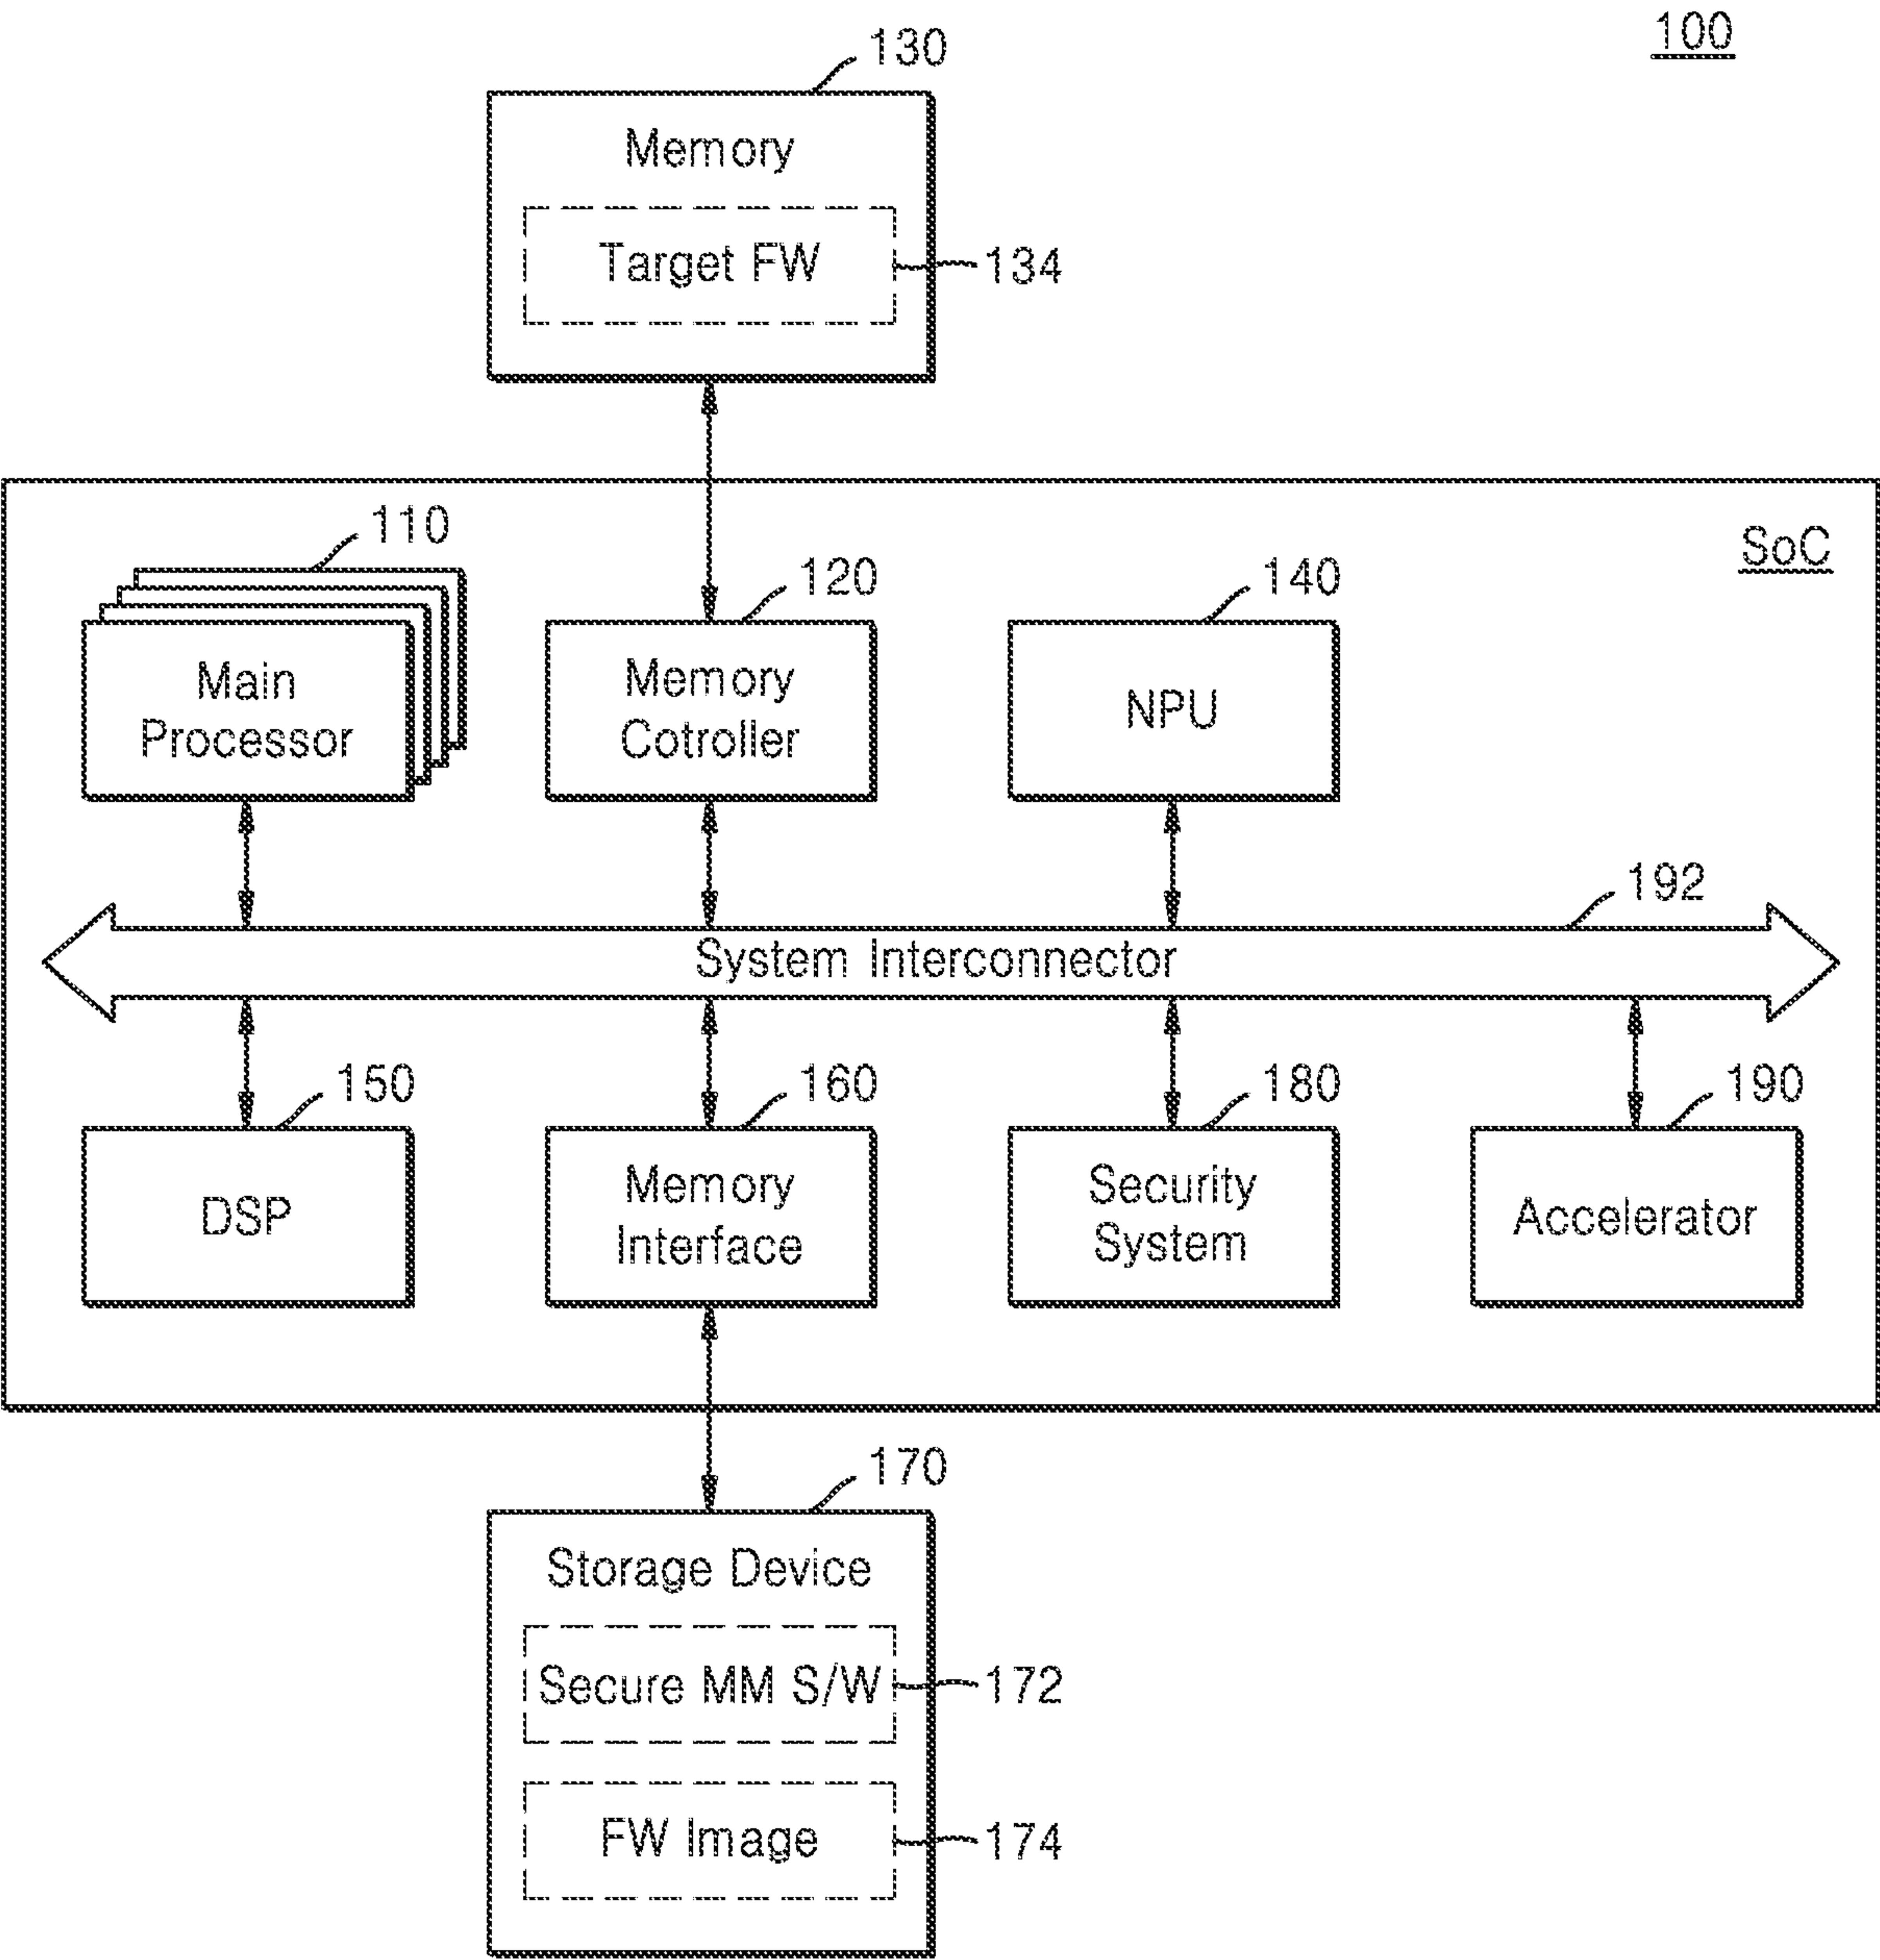 100
130
Memory
Target FW
134
SoC
110
120
140
Main
Processor
Memory
Cotroller
NPU
192
System Interconnector
150
160
180
190
DSP
Memory
Interface
Security
System
Accelerator
170
Storage Device
Secure MM S/W
172
FW Image
174